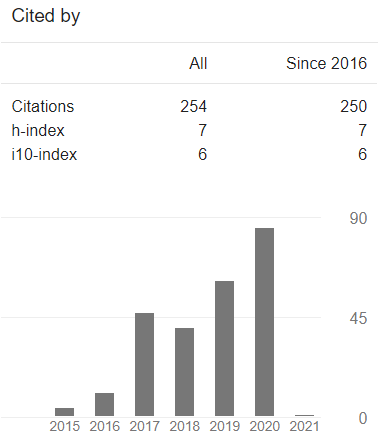 Cited by
All Since 2016
Citations 254 250
h-index 7 7
i10-index 6 6
90
45
0
2015 2016 2017 2018 2019 2020 2021